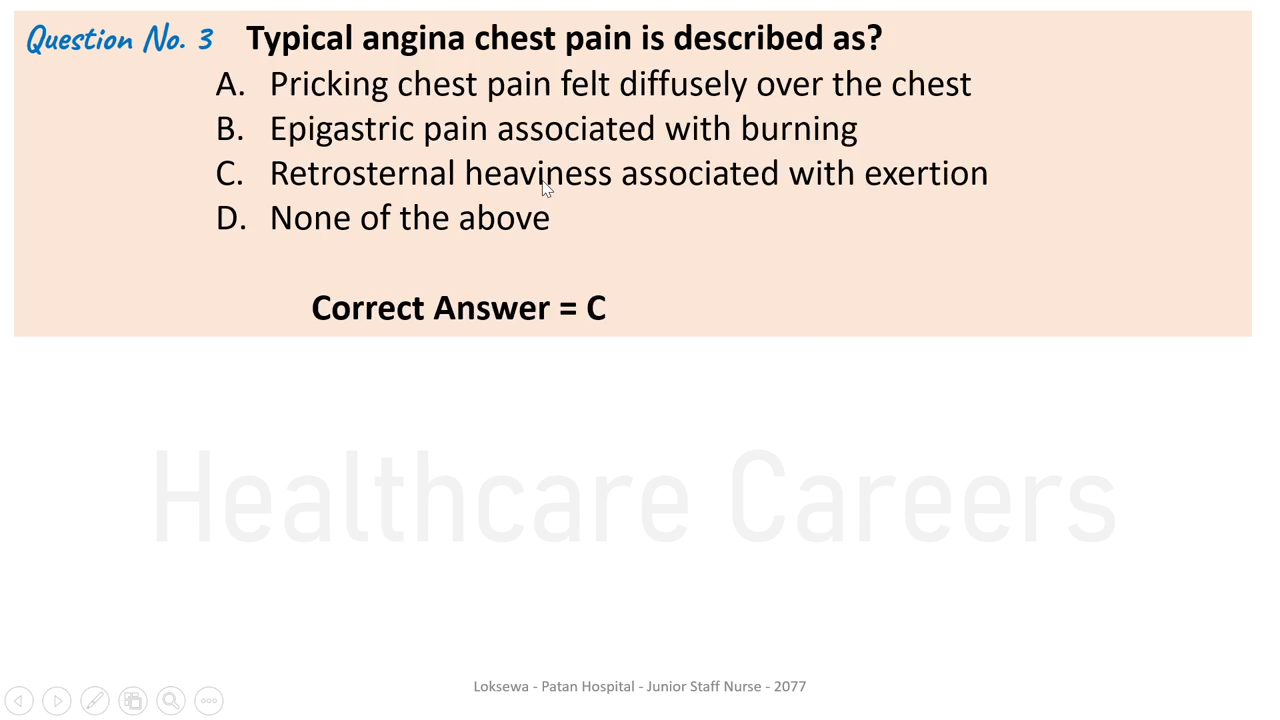 Question No. 3 Typical angina chest pain is described as?
A. Pricking chest pain felt diffusely over the chest
B. Epigastric pain associated with burning
C. Retrosternal heaviness associated with exertion
D. None of the above
Correct Answer = C
Healthcare Careers
Loksewa - Patan Hospital - Junior Staff Nurse - 2077